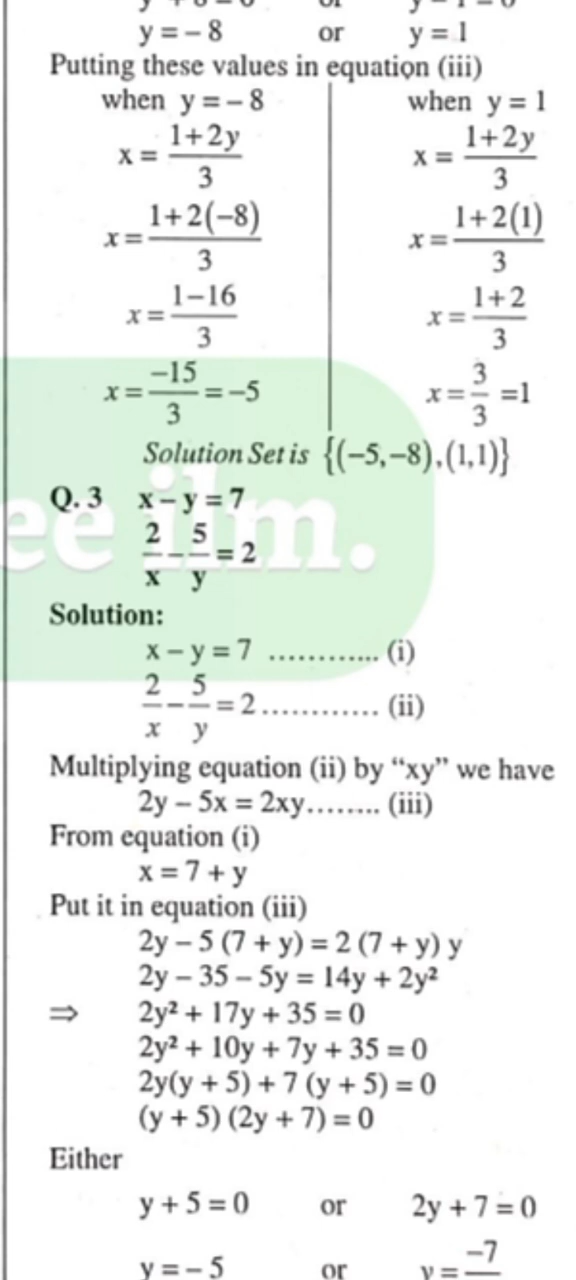 y = – 8 or y = 1
Putting these values in equation (iii)
when y = – 8 when y = 1
x = 1+2y / 3 x = 1+2y / 3
x = 1+2(−8) / 3 x = 1+2(1) / 3
x = 1−16 / 3 x = 1+2 / 3
x = −15 / 3 = −5 x = 3 / 3 = 1
Solution Set is {(−5,−8),(1,1)}
Q. 3 x – y = 7
2/x – 5/y = 2
ee ilm.
Solution:
x – y = 7 ............ (i)
2/x – 5/y = 2 ............ (ii)
Multiplying equation (ii) by “xy” we have
2y – 5x = 2xy........ (iii)
From equation (i)
x = 7 + y
Put it in equation (iii)
2y – 5 (7 + y) = 2 (7 + y) y
2y – 35 – 5y = 14y + 2y²
⇒ 2y² + 17y + 35 = 0
2y² + 10y + 7y + 35 = 0
2y(y + 5) + 7 (y + 5) = 0
(y + 5) (2y + 7) = 0
Either
y + 5 = 0 or 2y + 7 = 0
y = – 5 or y = −7